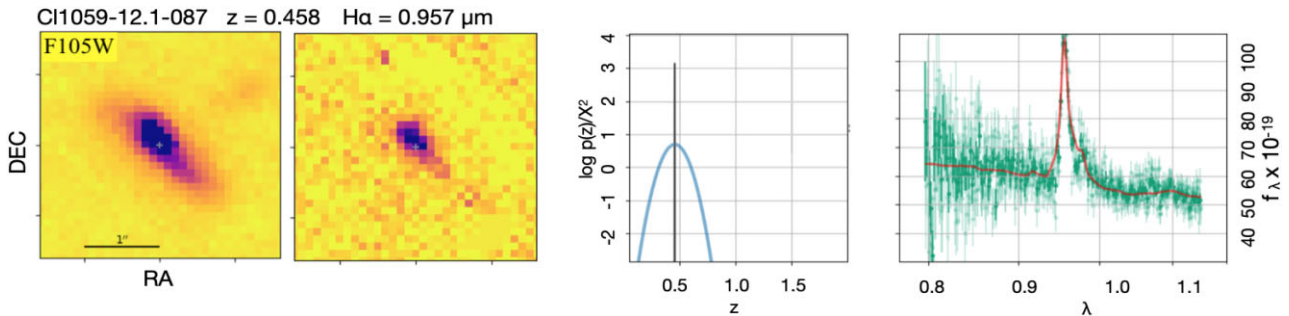 Cl1059-12.1-087 z = 0.458 Hα = 0.957 μm
F105W
DEC
1"
RA
log p(z)/X²
4
3
2
1
0
-1
-2
0.5 1.0 1.5
z
100
90
80
70
60
50
40
f λ x 10⁻¹⁹
0.8 0.9 1.0 1.1
λ